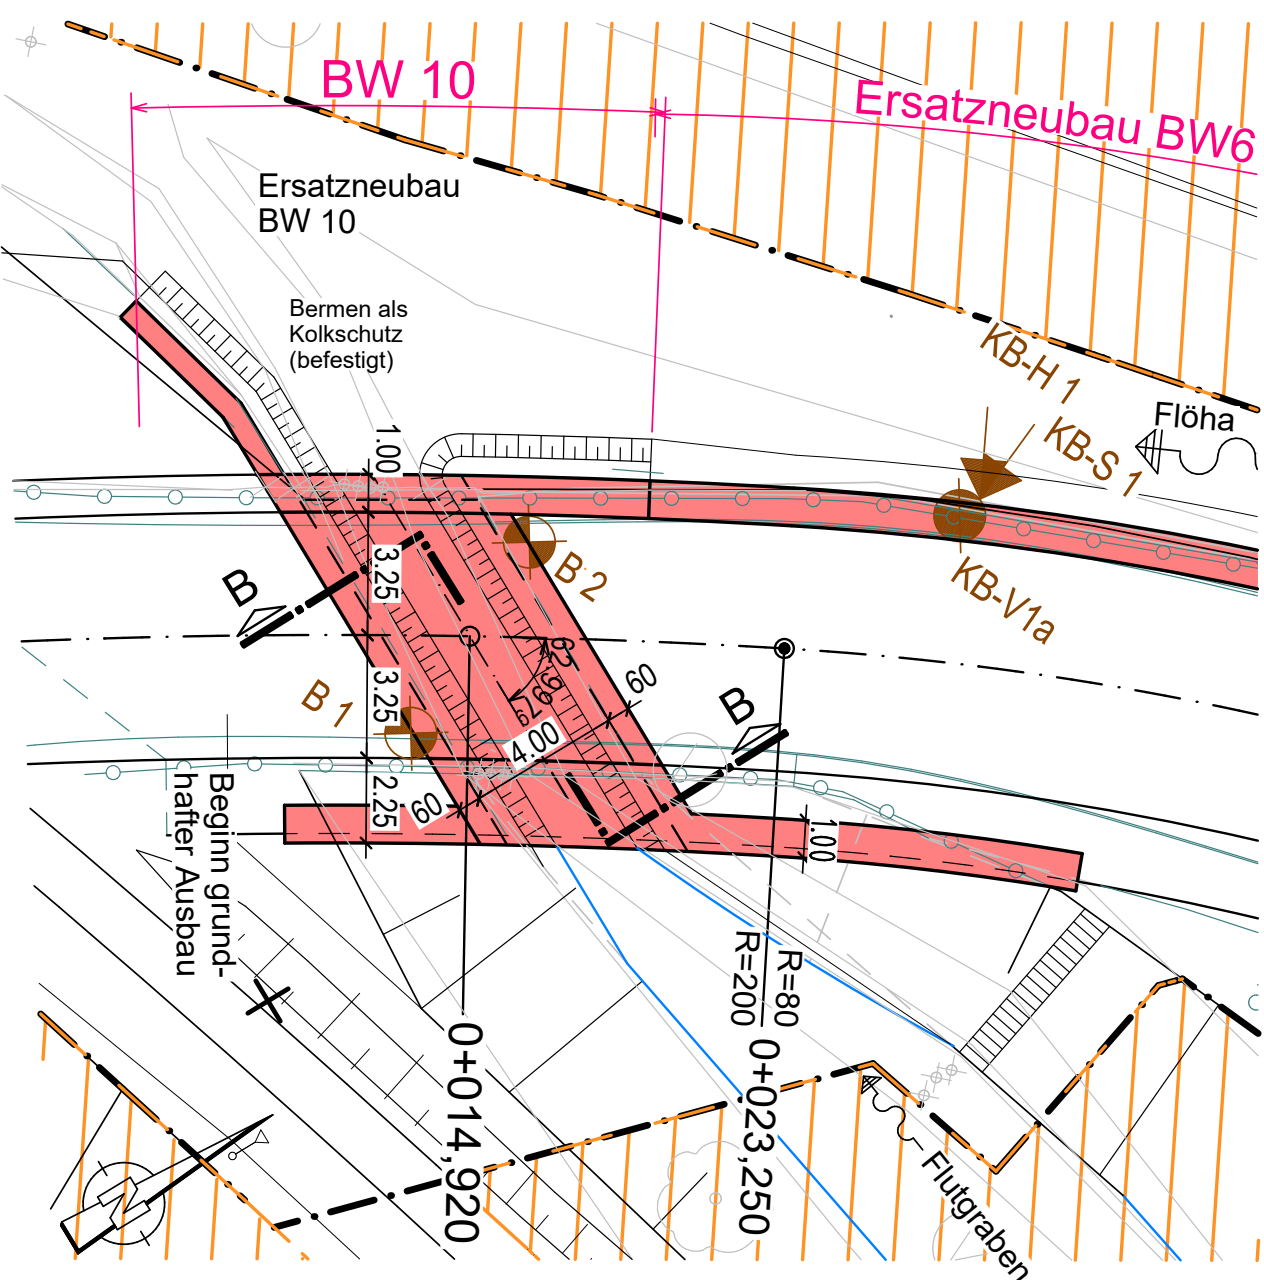 BW 10
Ersatzneubau BW6
Ersatzneubau
BW 10
Bermen als
Kolkschutz
(befestigt)
KB-H 1
KB-S 1
Flöha
KB-V1a
1.00
3.25
B
B 2
3.25
B 1
60
B
4.00
2.25
60
1.00
Beginn grund-
hafter Ausbau
R=80
R=200
0+014,920
0+023,250
Flutgraben
N